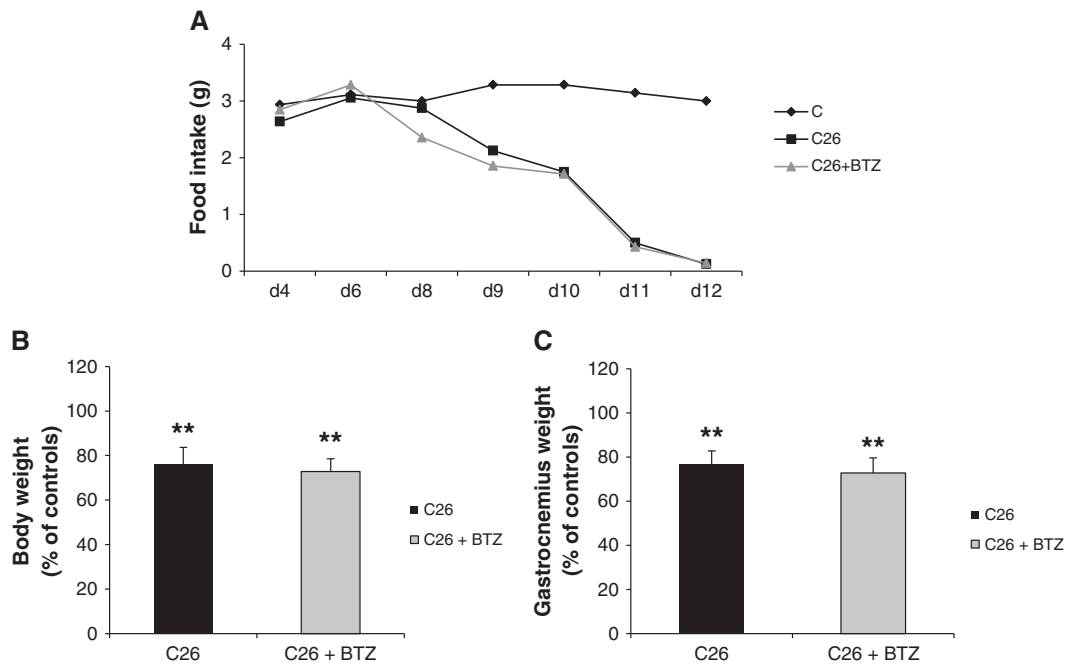 A
Food intake (g)
4
3
2
1
0
d4 d6 d8 d9 d10 d11 d12
C
C26
C26+BTZ
B
Body weight
(% of controls)
120
100
80
60
40
20
0
**
**
C26 C26 + BTZ
C26
C26 + BTZ
C
Gastrocnemius weight
(% of controls)
120
100
80
60
40
20
0
**
**
C26 C26 + BTZ
C26
C26 + BTZ